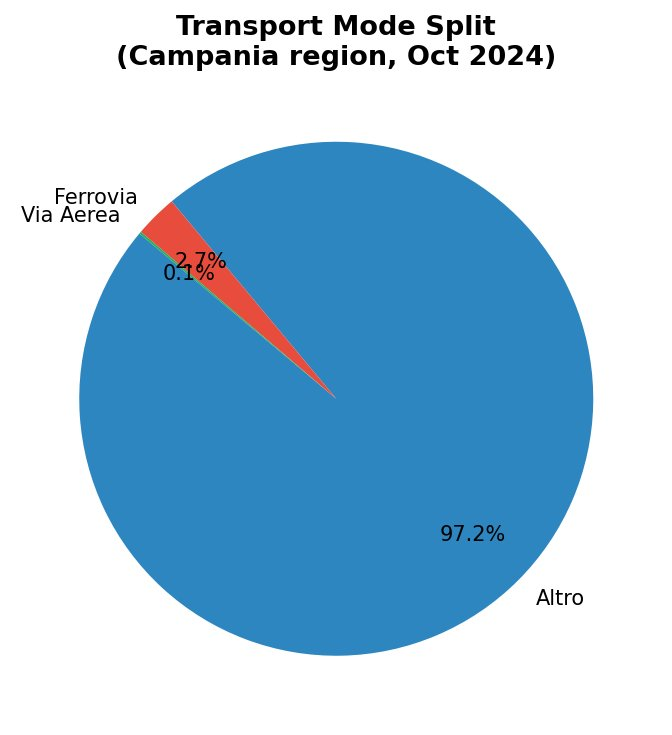 Transport Mode Split
(Campania region, Oct 2024)
Ferrovia
Via Aerea
2.7%
0.1%
97.2%
Altro